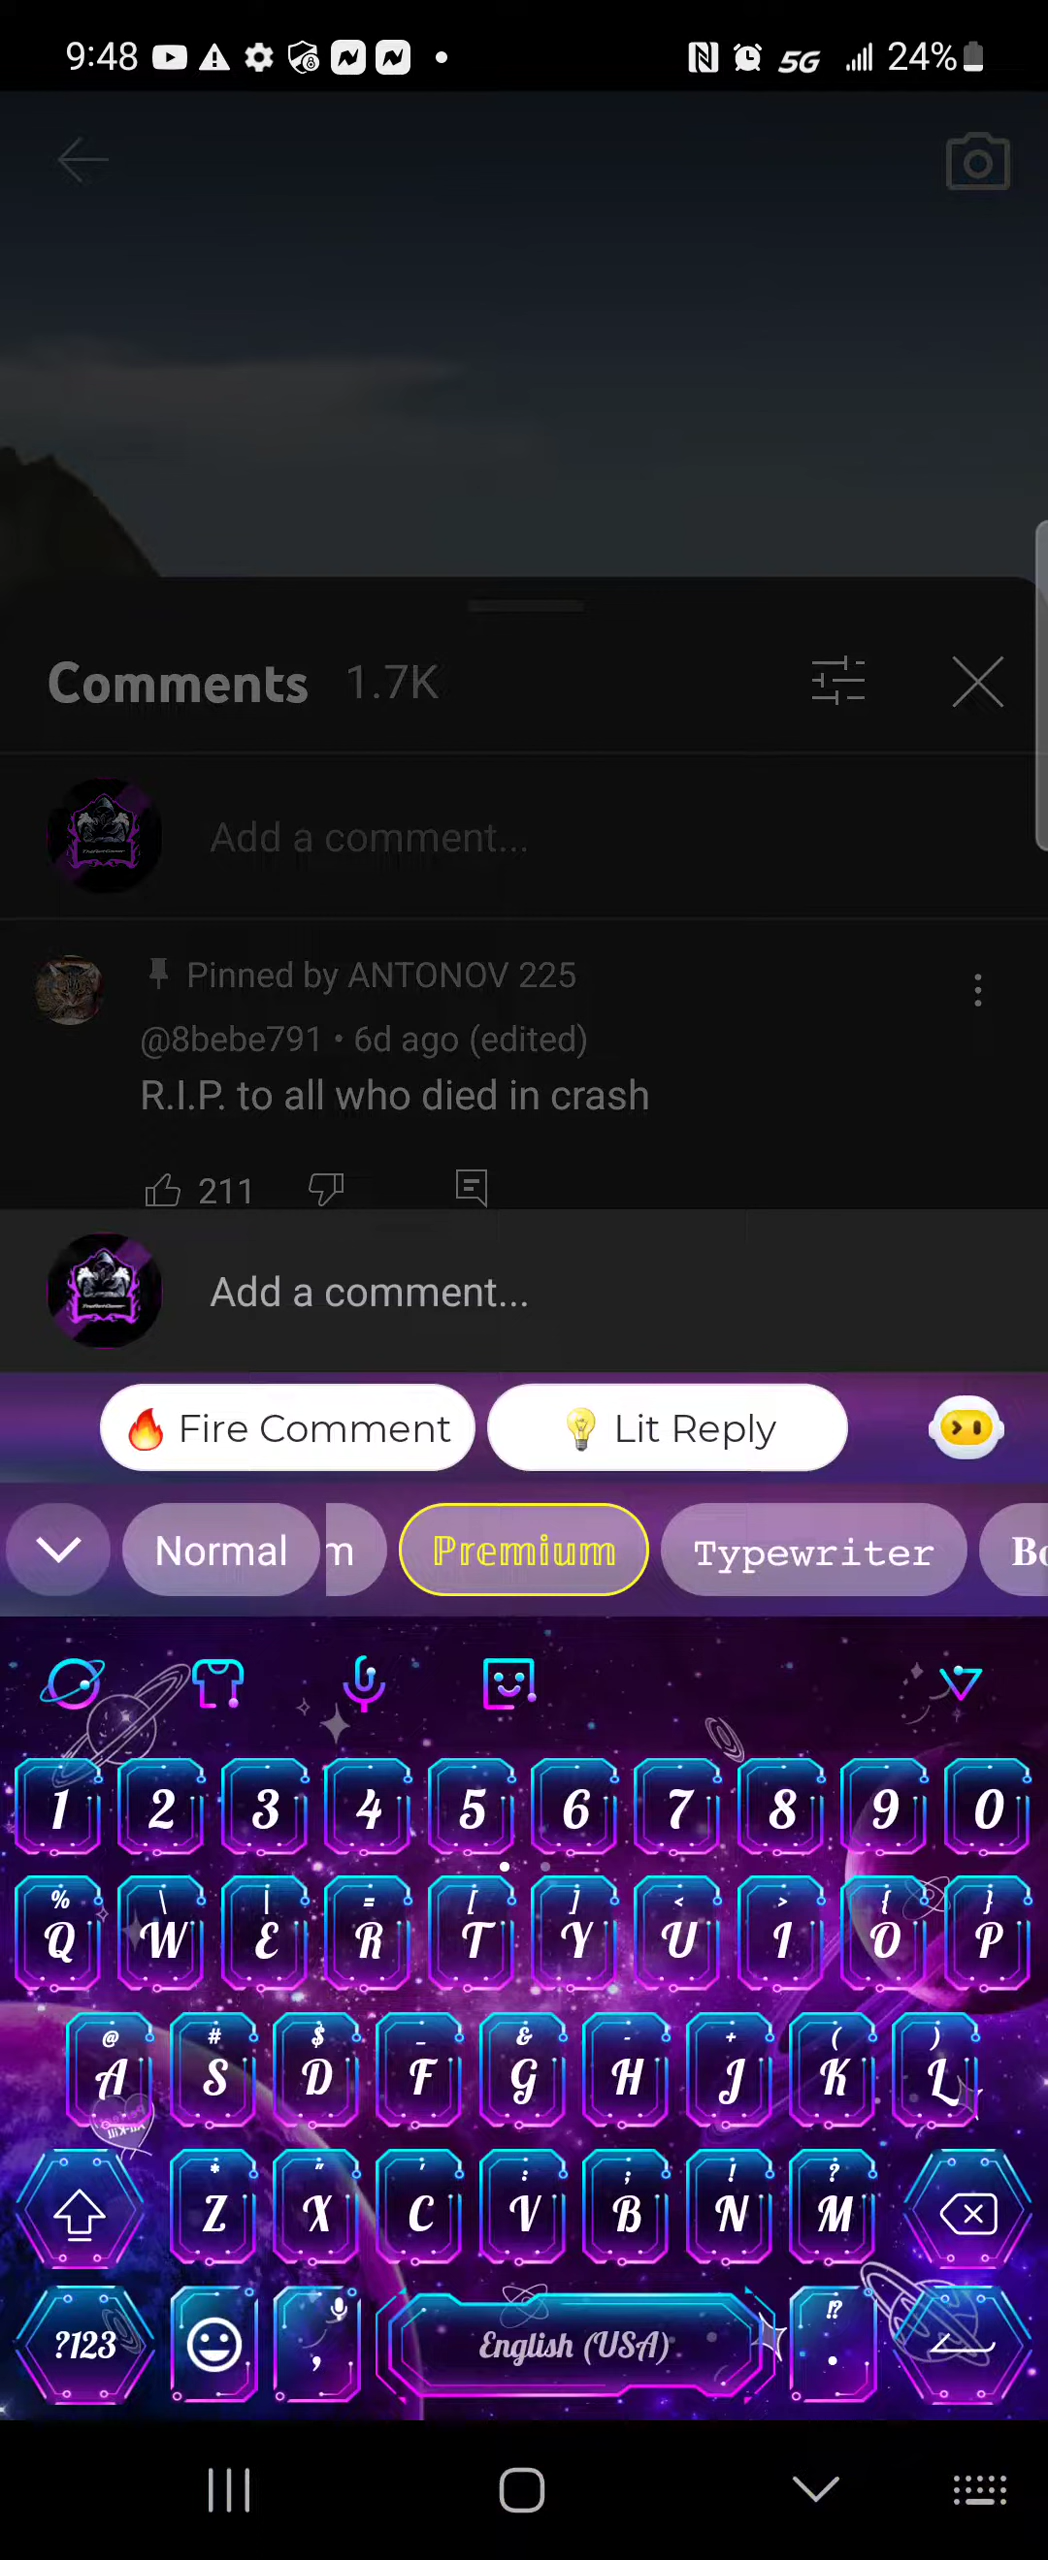 9:48 5G 24%
Comments 1.7K
Add a comment...
Pinned by ANTONOV 225
@8bebe791 • 6d ago (edited)
R.I.P. to all who died in crash
211
Add a comment...
Fire Comment Lit Reply
Normal m Premium Typewriter Bo
1 2 3 4 5 6 7 8 9 0
% \ | = [ ] < > { }
Q W E R T Y U I O P
@ # $ _ & - + ( )
A S D F G H J K L
* " ' : ; ! ?
Z X C V B N M
!?
?123 , English (USA) .